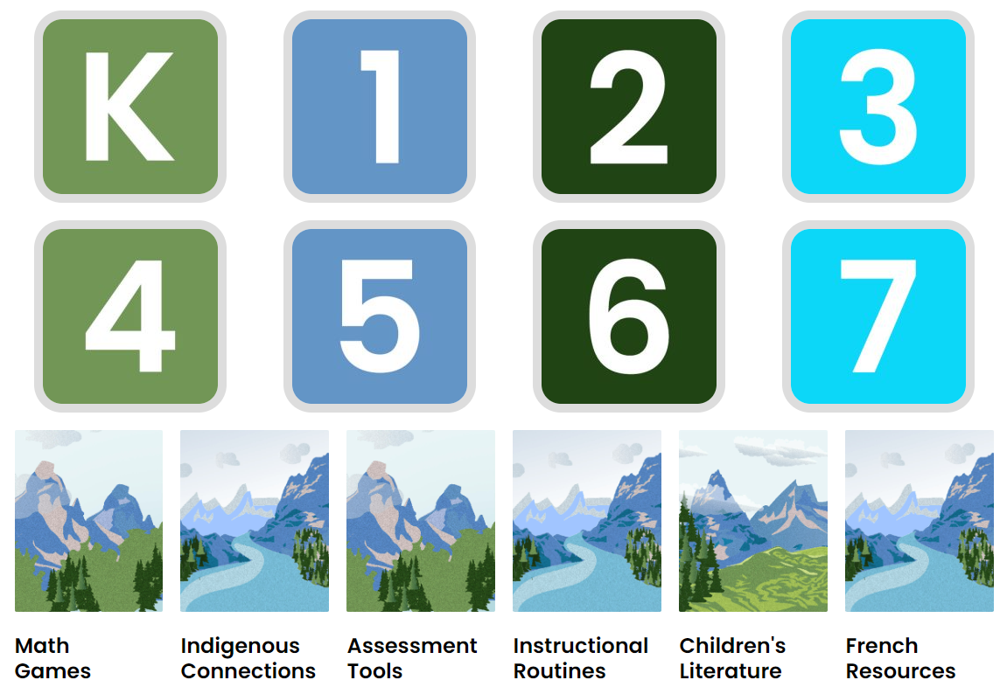 K 1 2 3
4 5 6 7
Math
Games
Indigenous
Connections
Assessment
Tools
Instructional
Routines
Children's
Literature
French
Resources